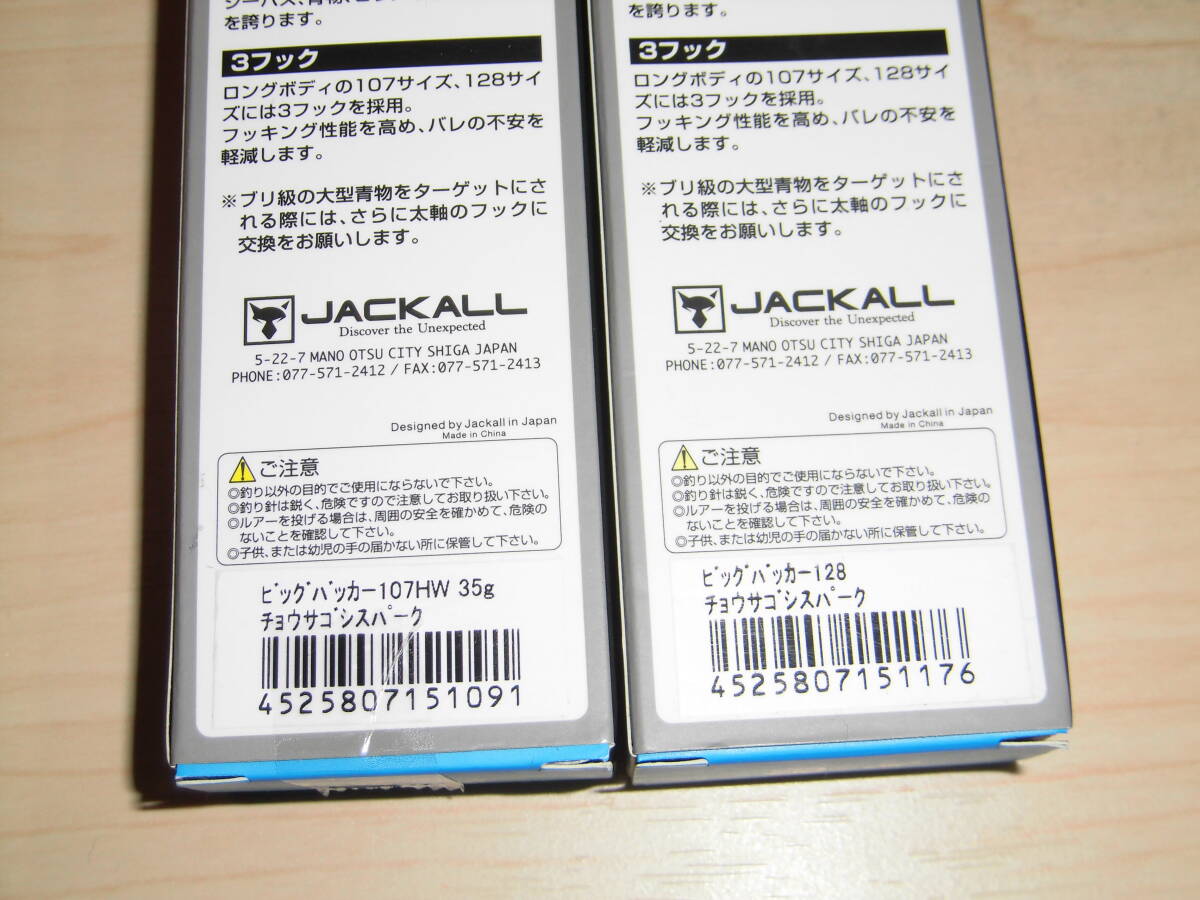 を誇ります。
3フック
ロングボディの107サイズ、128サイ
ズには3フックを採用。
フッキング性能を高め、バレの不安を
軽減します。
※ブリ級の大型青物をターゲットにさ
れる際には、さらに太軸のフックに
交換をお願いします。
JACKALL
Discover the Unexpected
5-22-7 MANO OTSU CITY SHIGA JAPAN
PHONE:077-571-2412 / FAX:077-571-2413
Designed by Jackall in Japan
Made in China
ご注意
◎釣り以外の目的でご使用にならないで下さい。
◎釣り針は鋭く、危険ですので注意してお取り扱い下さい。
◎ルアーを投げる場合は、周囲の安全を確かめて、危険の
ないことを確認して下さい。
◎子供、または幼児の手の届かない所に保管して下さい。
ビッグバッカー107HW 35g
チョウサゴシスパーク
4525807151091
を誇ります。
3フック
ロングボディの107サイズ、128サイ
ズには3フックを採用。
フッキング性能を高め、バレの不安を
軽減します。
※ブリ級の大型青物をターゲットにさ
れる際には、さらに太軸のフックに
交換をお願いします。
JACKALL
Discover the Unexpected
5-22-7 MANO OTSU CITY SHIGA JAPAN
PHONE:077-571-2412 / FAX:077-571-2413
Designed by Jackall in Japan
Made in China
ご注意
◎釣り以外の目的でご使用にならないで下さい。
◎釣り針は鋭く、危険ですので注意してお取り扱い下さい。
◎ルアーを投げる場合は、周囲の安全を確かめて、危険の
ないことを確認して下さい。
◎子供、または幼児の手の届かない所に保管して下さい。
ビッグバッカー128
チョウサゴシスパーク
4525807151176